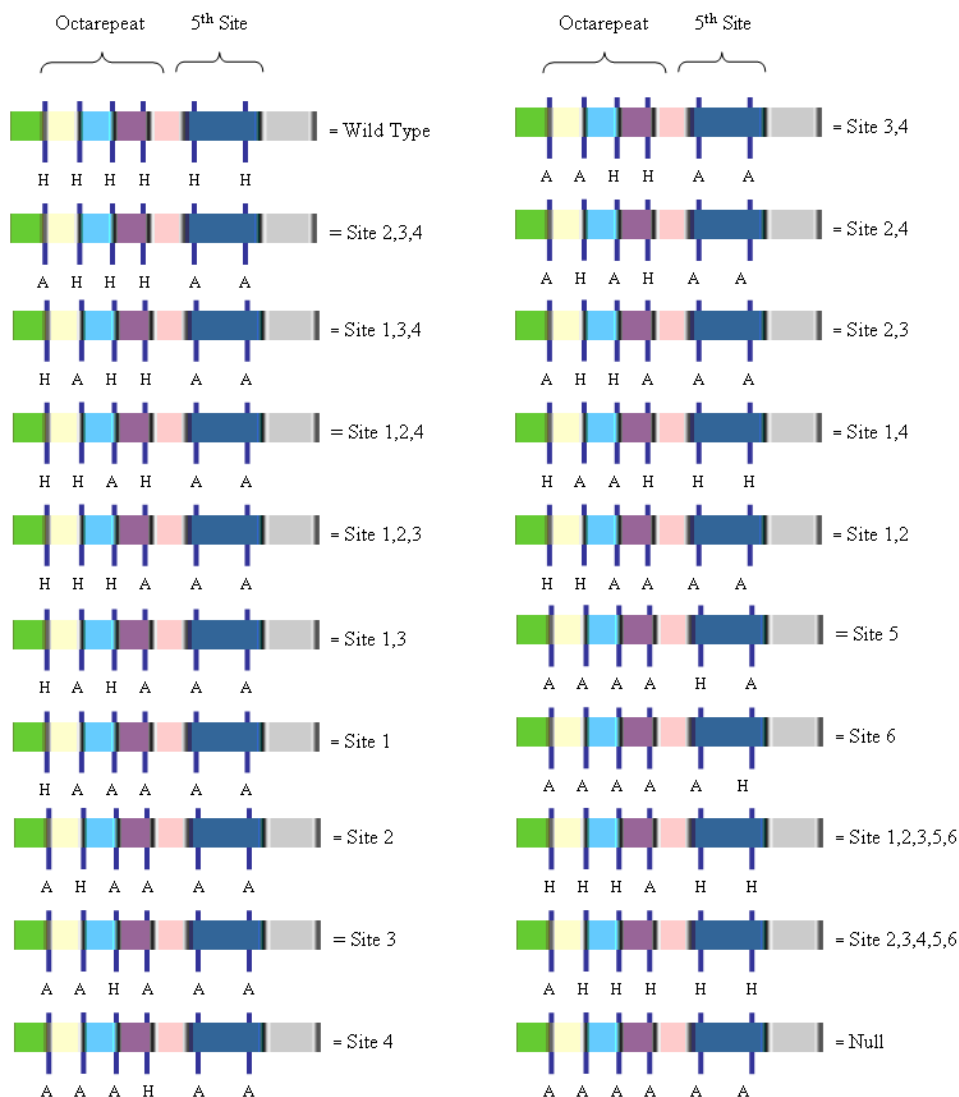 Octarepeat 5th Site
= Wild Type
H H H H H H
= Site 2,3,4
A H H H A A
= Site 1,3,4
H A H H A A
= Site 1,2,4
H H A H A A
= Site 1,2,3
H H H A A A
= Site 1,3
H A H A A A
= Site 1
H A A A A A
= Site 2
A H A A A A
= Site 3
A A H A A A
= Site 4
A A A H A A
Octarepeat 5th Site
= Site 3,4
A A H H A A
= Site 2,4
A H A H A A
= Site 2,3
A H H A A A
= Site 1,4
H A A H H H
= Site 1,2
H H A A A A
= Site 5
A A A A H A
= Site 6
A A A A A H
= Site 1,2,3,5,6
H H H A H H
= Site 2,3,4,5,6
A H H H H H
= Null
A A A A A A